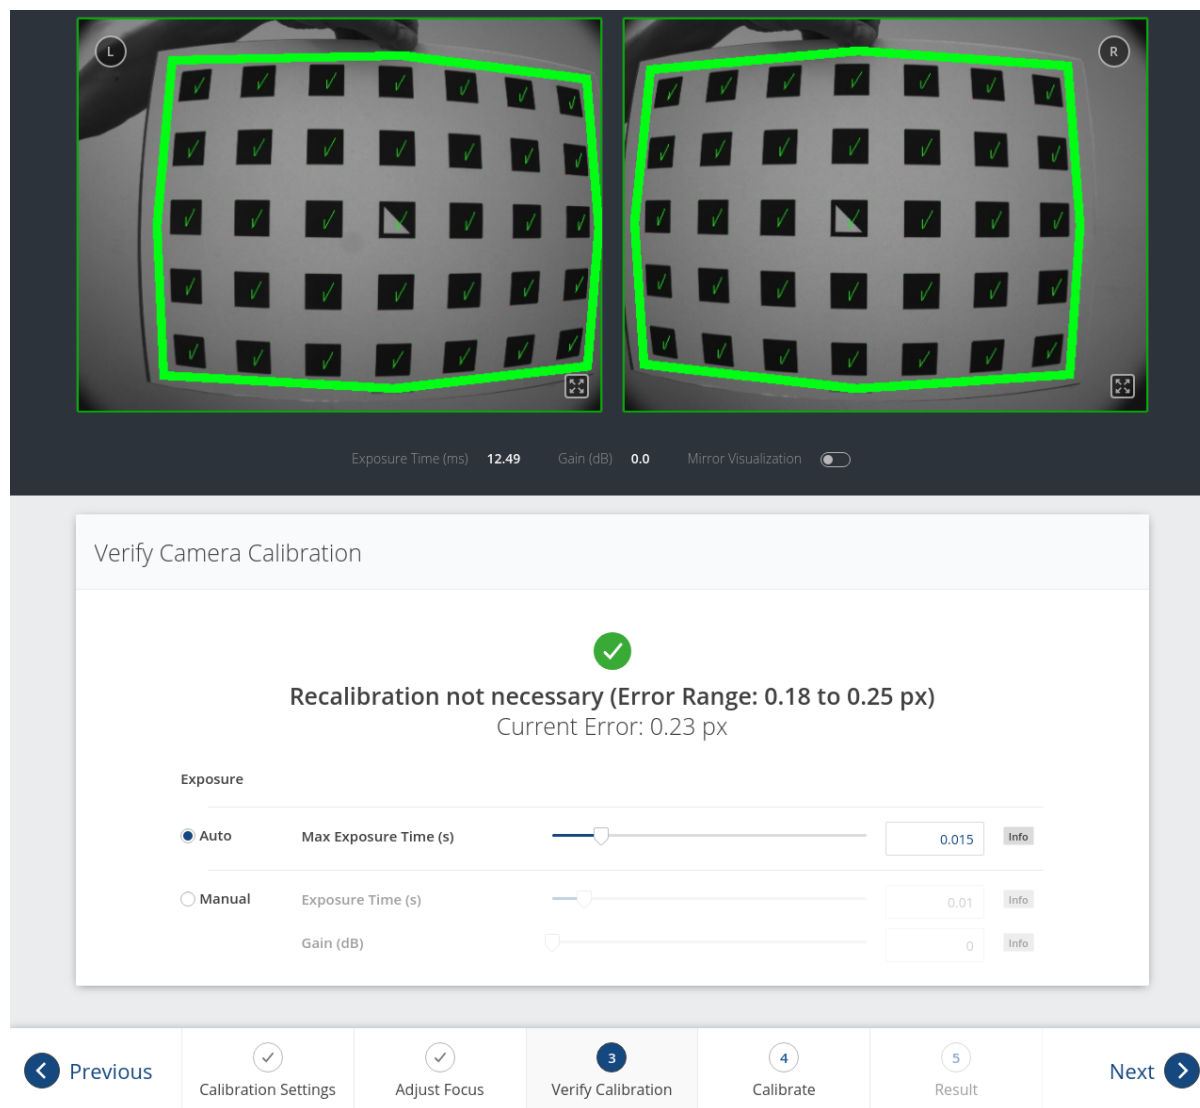 L
R
Exposure Time (ms) 12.49 Gain (dB) 0.0 Mirror Visualization
Verify Camera Calibration
Recalibration not necessary (Error Range: 0.18 to 0.25 px)
Current Error: 0.23 px
Exposure
Auto Max Exposure Time (s) 0.015 Info
Manual Exposure Time (s) 0.01 Info
Gain (dB) 0 Info
Previous
Calibration Settings
Adjust Focus
3
Verify Calibration
4
Calibrate
5
Result
Next